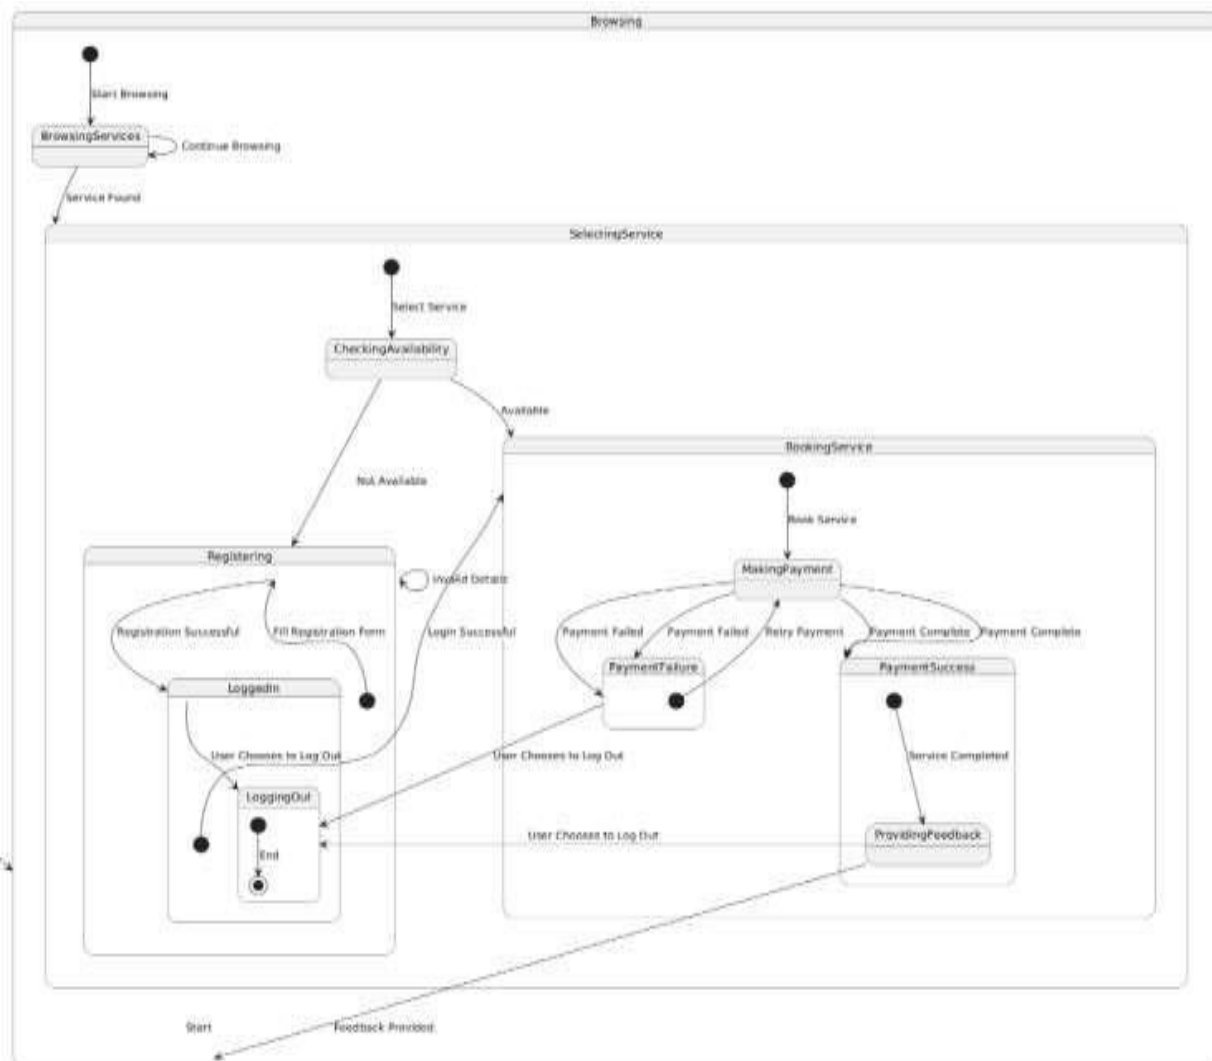 Browsing
Start Browsing
BrowsingServices
Continue Browsing
Service Found
SelectingService
Select Service
CheckingAvailability
Available
BookingService
Not Available
Book Service
Registering
MakingPayment
Invalid Details
Registration Successful
Fill Registration Form
Login Successful
Payment Failed
Payment Failed
Retry Payment
Payment Complete
Payment Complete
PaymentFailure
PaymentSuccess
LoggedIn
User Chooses to Log Out
User Chooses to Log Out
Service Completed
LoggingOut
User Chooses to Log Out
ProvidingFeedback
End
Start
Feedback Provided